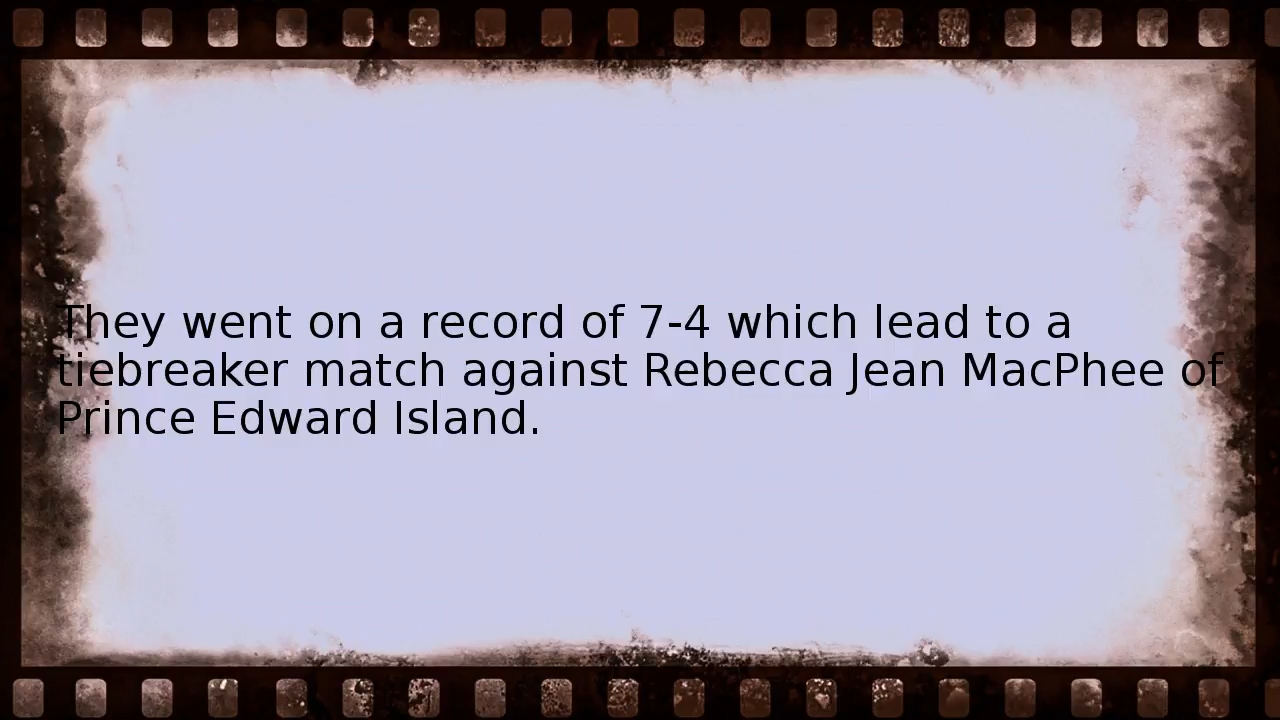 They went on a record of 7-4 which lead to a
tiebreaker match against Rebecca Jean MacPhee of
Prince Edward Island.